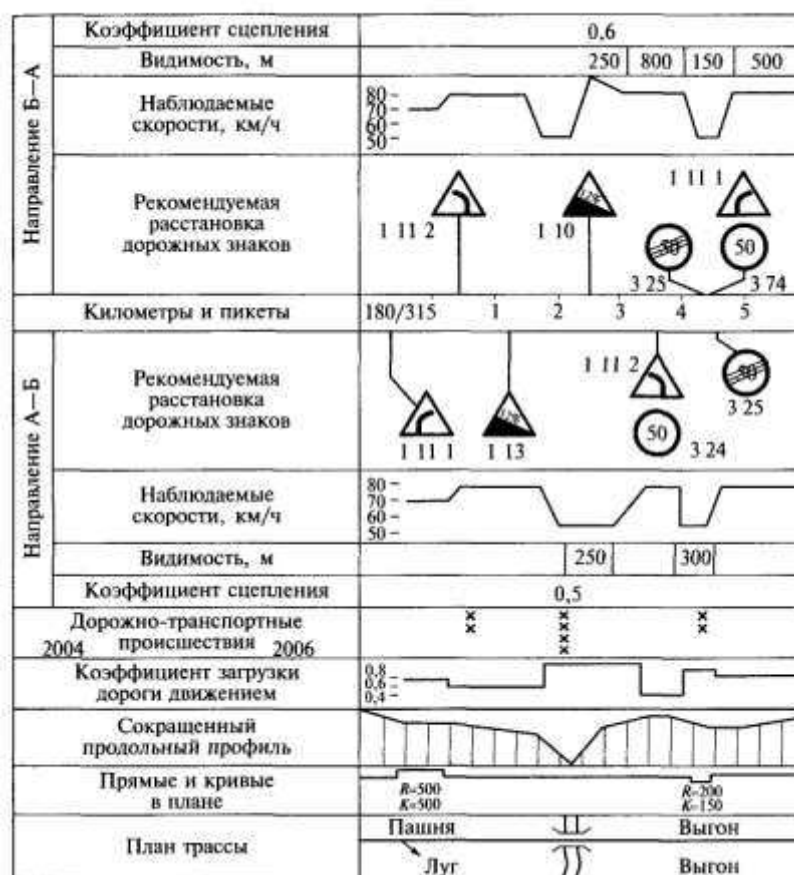 Направление Б—А
Коэффициент сцепления
0,6
Видимость, м
250 800 150 500
Наблюдаемые
скорости, км/ч
80
70
60
50
Рекомендуемая
расстановка
дорожных знаков
1 11 2
1 10
1 11 1
50
3 25
3 74
Километры и пикеты
180/315 1 2 3 4 5
Направление А—Б
Рекомендуемая
расстановка
дорожных знаков
1 11 1
1 13
1 11 2
50
3 24
3 25
Наблюдаемые
скорости, км/ч
80
70
60
50
Видимость, м
250 300
Коэффициент сцепления
0,5
Дорожно-транспортные
2004 происшествия 2006
x x x
x x x
x
x
Коэффициент загрузки
дороги движением
0,8
0,6
0,4
Сокращенный
продольный профиль
Прямые и кривые
в плане
R=500
K=500
R=200
K=150
План трассы
Пашня Выгон
Луг Выгон